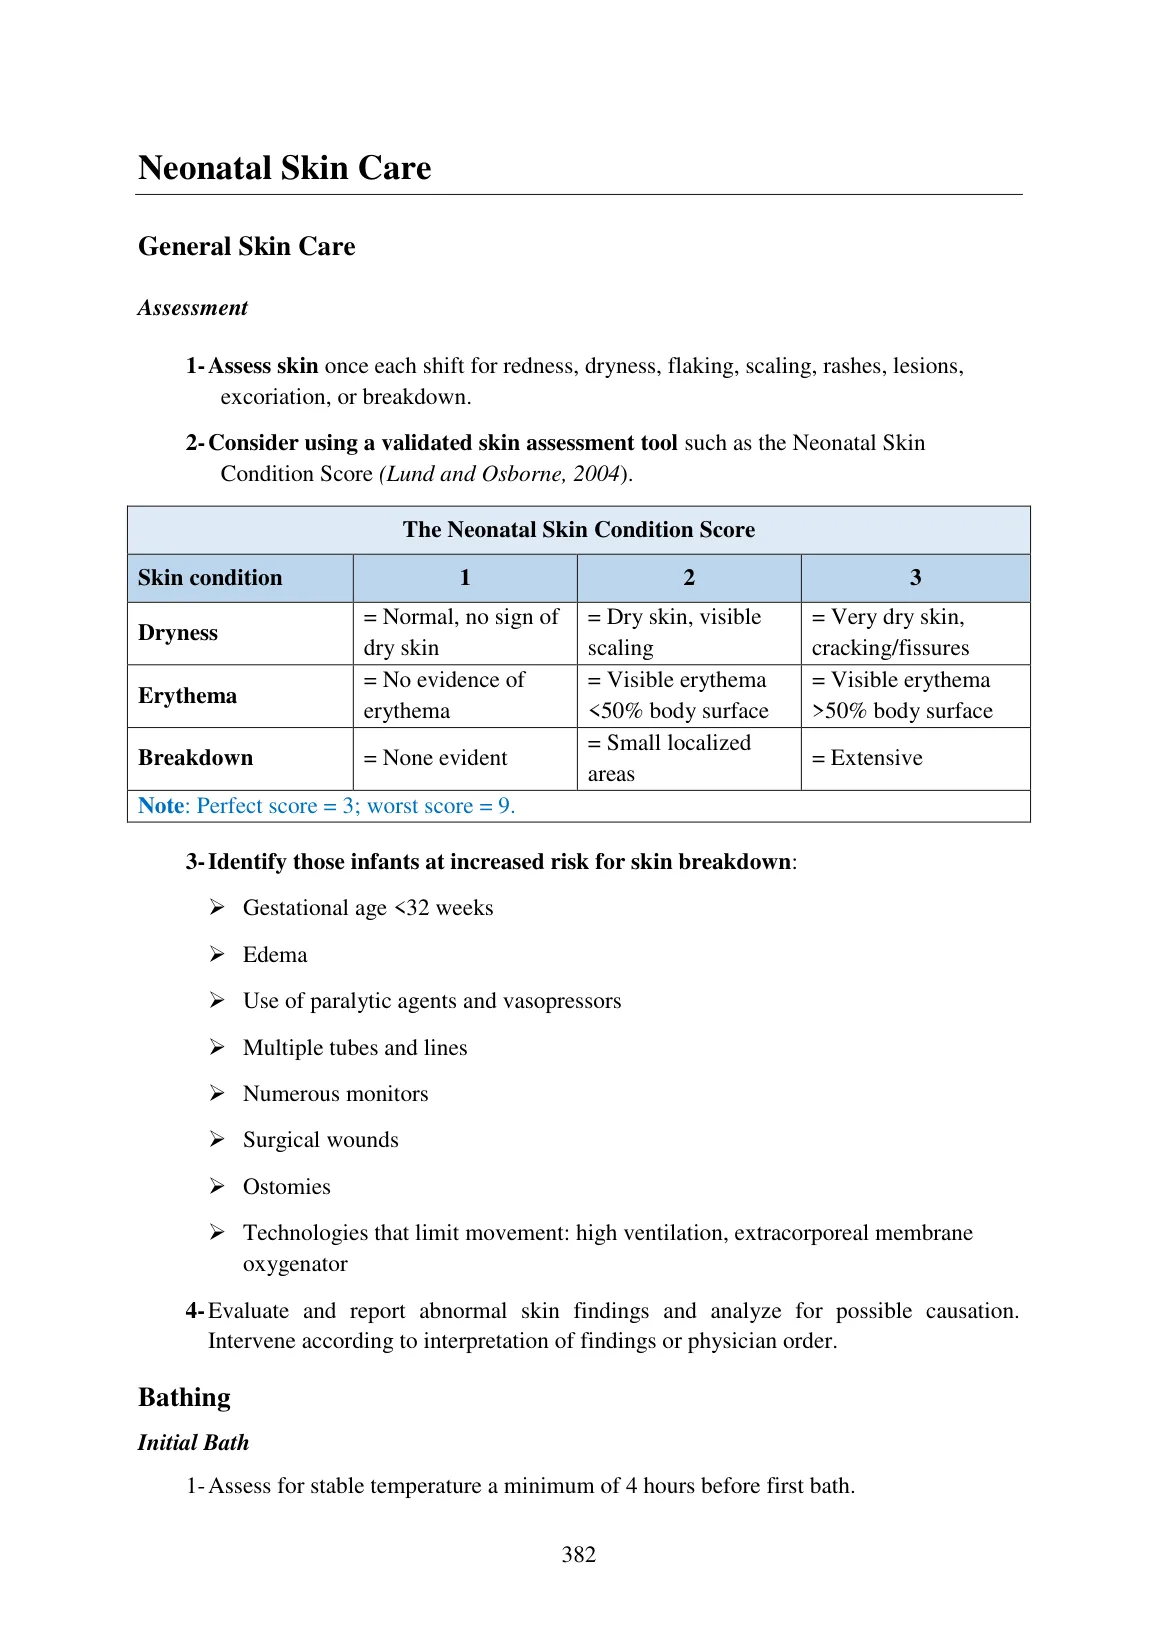 Neonatal Skin Care
General Skin Care
Assessment
1- Assess skin once each shift for redness, dryness, flaking, scaling, rashes, lesions,
excoriation, or breakdown.
2- Consider using a validated skin assessment tool such as the Neonatal Skin
Condition Score (Lund and Osborne, 2004).
The Neonatal Skin Condition Score
Skin condition 1 2 3
Dryness
= Normal, no sign of
dry skin
= Dry skin, visible
scaling
= Very dry skin,
cracking/fissures
Erythema
= No evidence of
erythema
= Visible erythema
<50% body surface
= Visible erythema
>50% body surface
Breakdown
= None evident
= Small localized
areas
= Extensive
Note: Perfect score = 3; worst score = 9.
3- Identify those infants at increased risk for skin breakdown:
➢ Gestational age <32 weeks
➢ Edema
➢ Use of paralytic agents and vasopressors
➢ Multiple tubes and lines
➢ Numerous monitors
➢ Surgical wounds
➢ Ostomies
➢ Technologies that limit movement: high ventilation, extracorporeal membrane
oxygenator
4- Evaluate and report abnormal skin findings and analyze for possible causation.
Intervene according to interpretation of findings or physician order.
Bathing
Initial Bath
1- Assess for stable temperature a minimum of 4 hours before first bath.
382